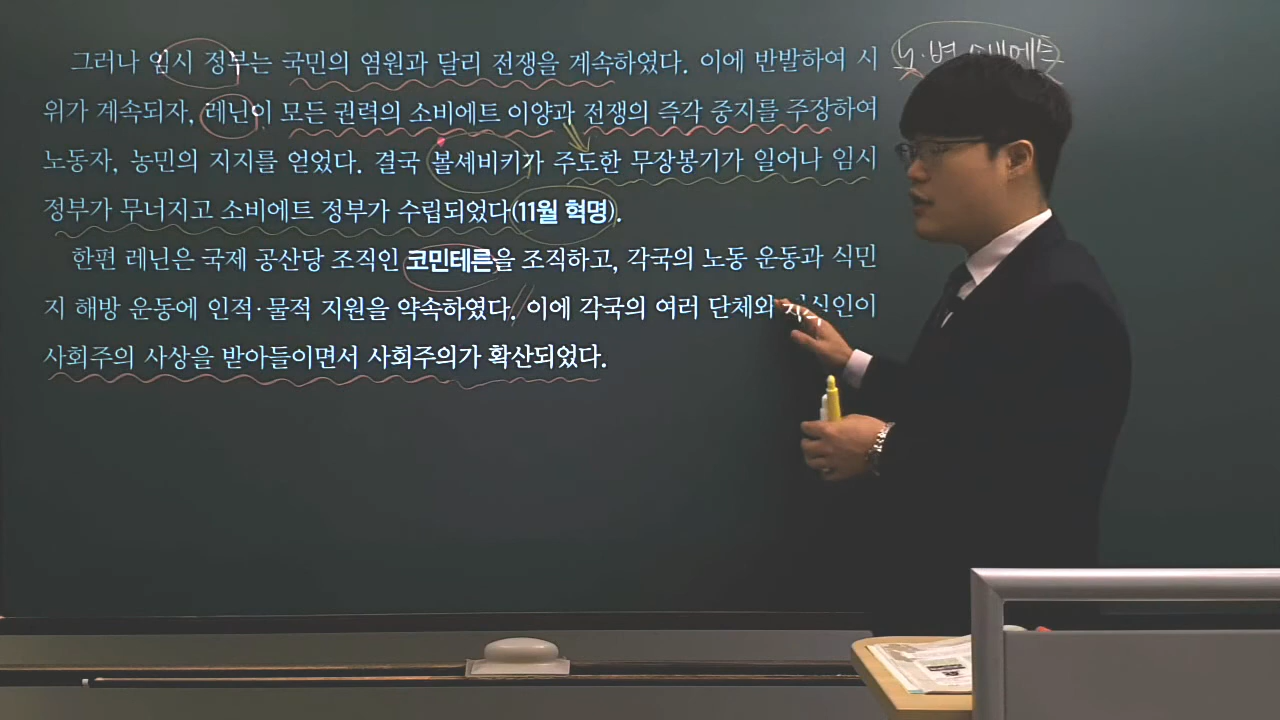 그러나 임시 정부는 국민의 염원과 달리 전쟁을 계속하였다. 이에 반발하여 시
위가 계속되자, 레닌이 모든 권력의 소비에트 이양과 전쟁의 즉각 중지를 주장하여
노동자, 농민의 지지를 얻었다. 결국 볼셰비키가 주도한 무장봉기가 일어나 임시
정부가 무너지고 소비에트 정부가 수립되었다(11월 혁명).
한편 레닌은 국제 공산당 조직인 코민테른을 조직하고, 각국의 노동 운동과 식민
지 해방 운동에 인적·물적 지원을 약속하였다. 이에 각국의 여러 단체와 지식인이
사회주의 사상을 받아들이면서 사회주의가 확산되었다.